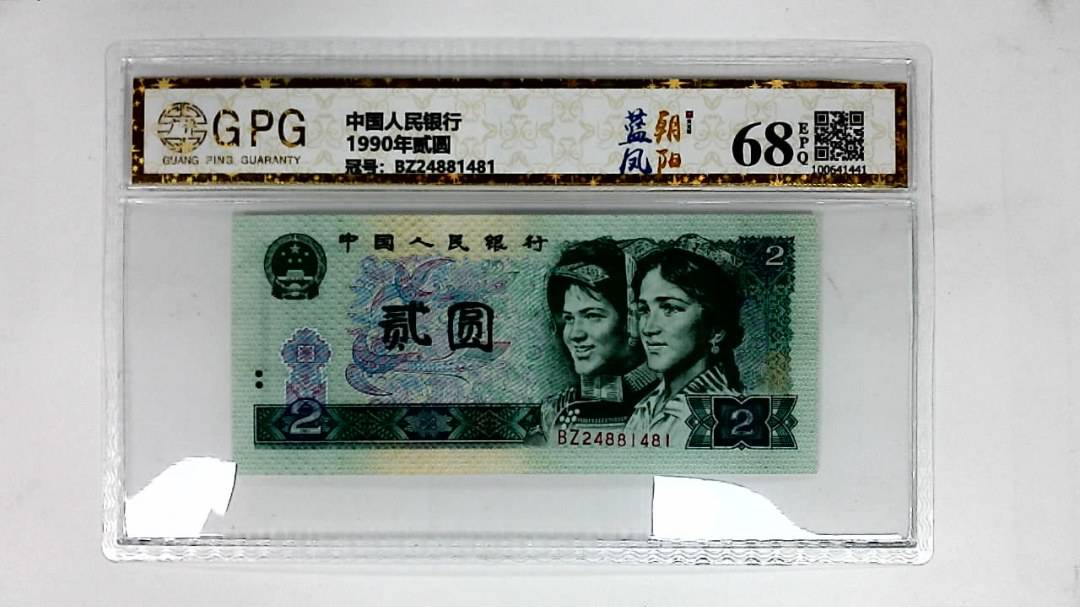 GPG
GUANG PING GUARANTY
中国人民银行
1990年贰圆
冠号：BZ24881481
蓝凤
朝阳
68
EPQ
100641441
中国人民银行
2
贰圆
2
BZ24881481
2